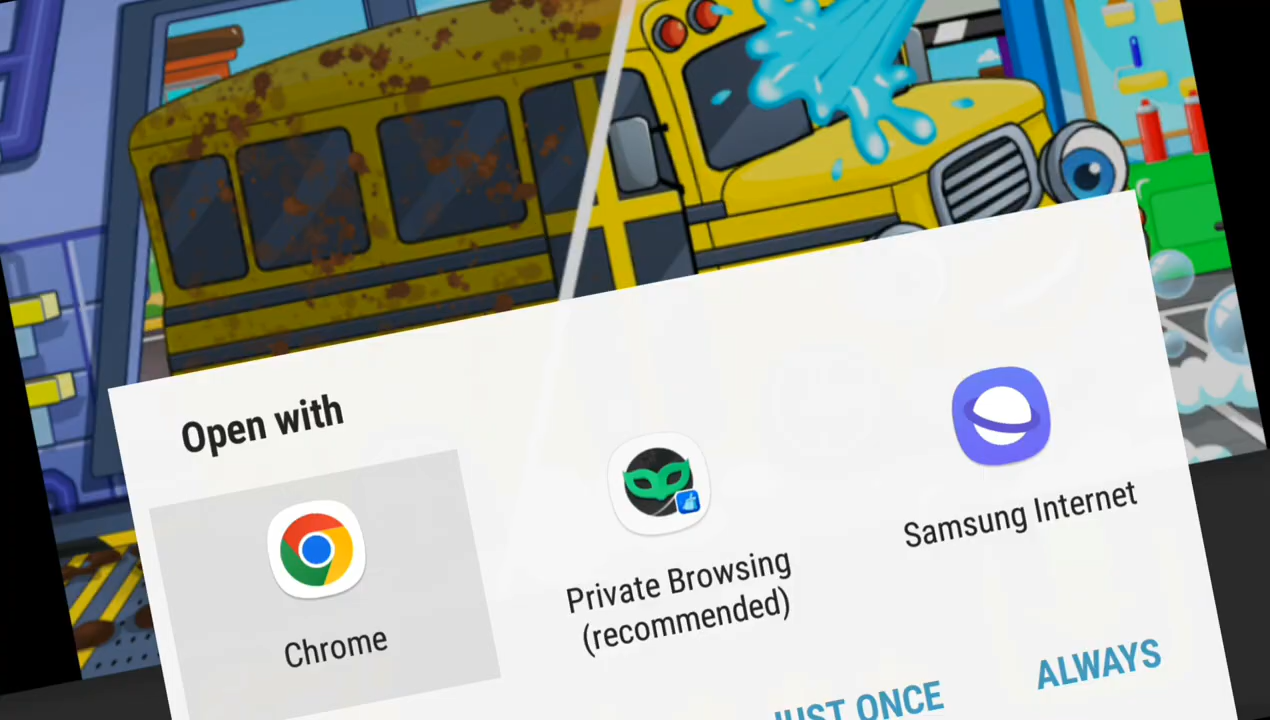 Open with
Chrome
Private Browsing
(recommended)
Samsung Internet
JUST ONCE
ALWAYS